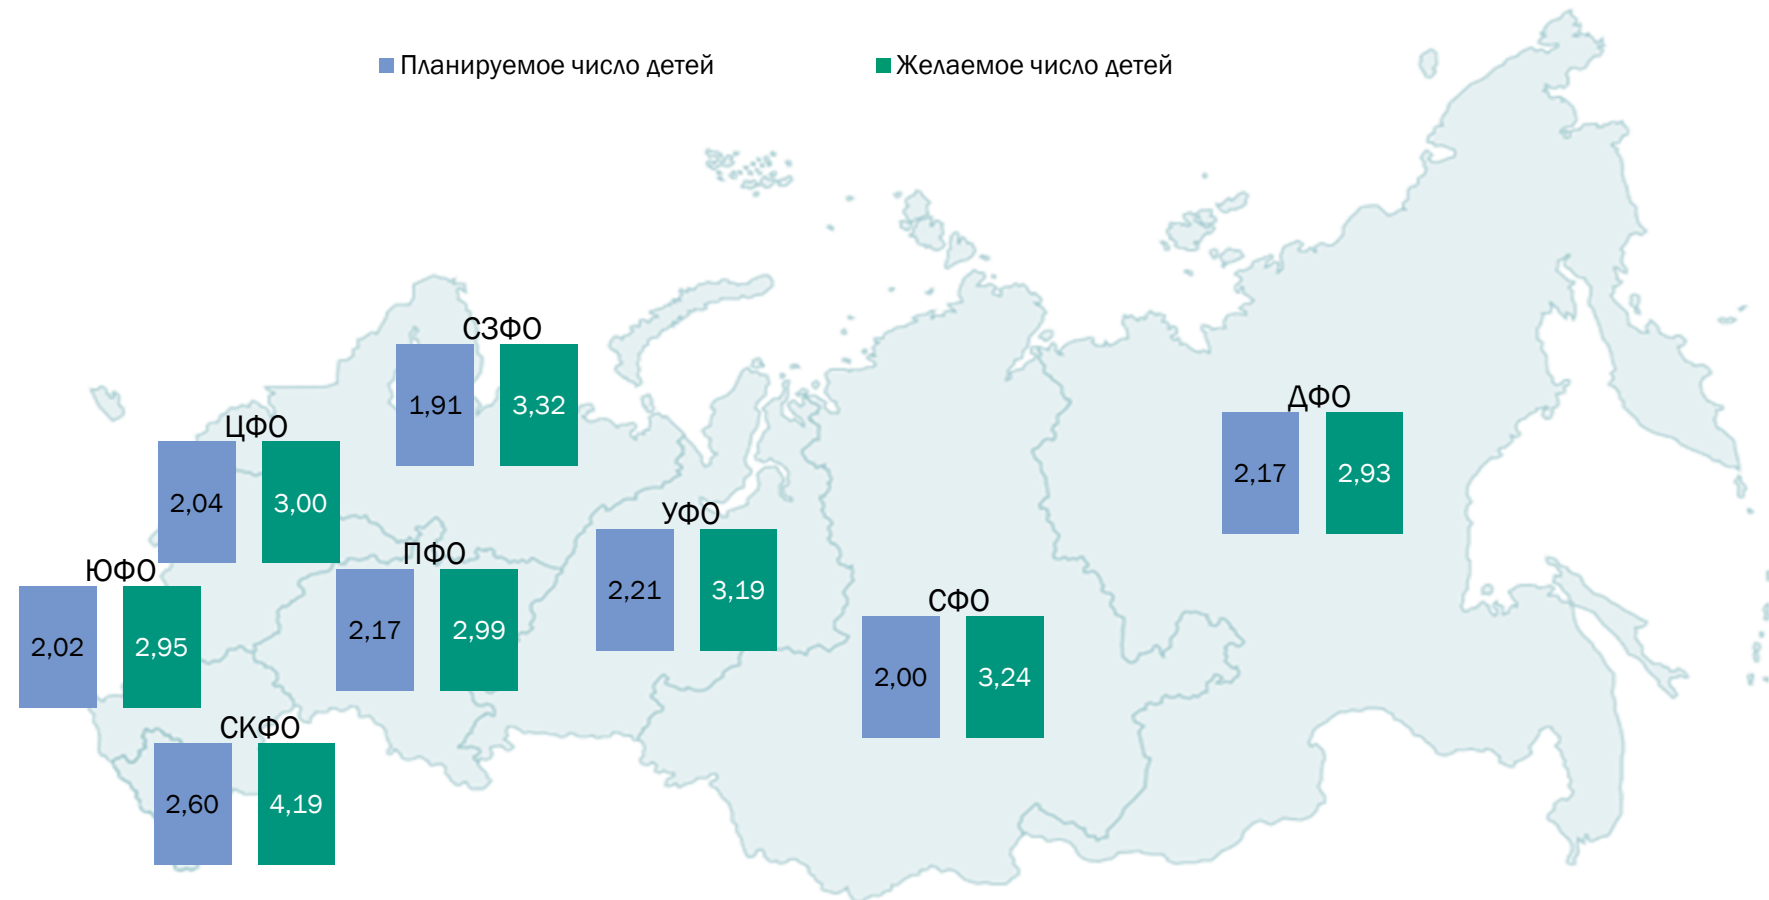 Планируемое число детей
Желаемое число детей
СЗФО
1,91
3,32
ДФО
2,17
2,93
ЦФО
2,04
3,00
УФО
2,21
3,19
ПФО
2,17
2,99
ЮФО
2,02
2,95
СФО
2,00
3,24
СКФО
2,60
4,19